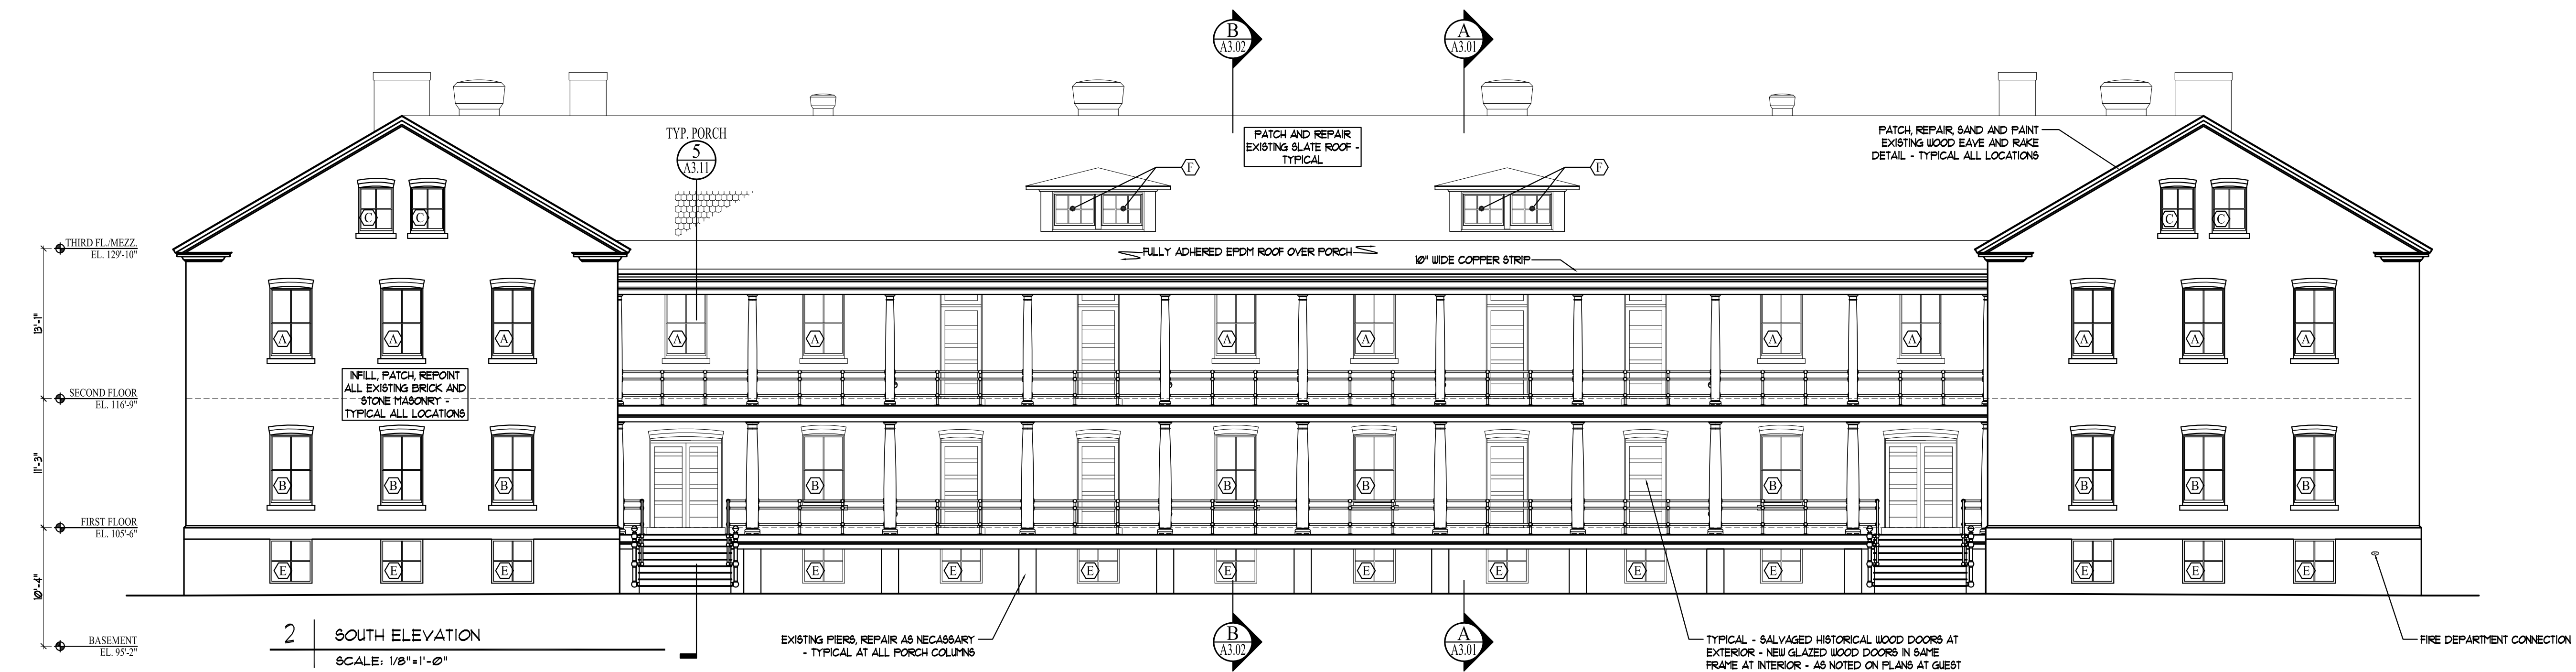 B
A3.02
A
A3.01
TYP. PORCH
5
A3.11
PATCH AND REPAIR
EXISTING SLATE ROOF -
TYPICAL
PATCH, REPAIR, SAND AND PAINT
EXISTING WOOD EAVE AND RAKE
DETAIL - TYPICAL ALL LOCATIONS
F
F
C
C
C
C
THIRD FL./MEZZ.
EL. 129'-10"
FULLY ADHERED EPDM ROOF OVER PORCH
10" WIDE COPPER STRIP
13'-1"
A
A
A
A
A
A
A
A
A
A
A
A
INFILL, PATCH, REPOINT
ALL EXISTING BRICK AND
STONE MASONRY -
TYPICAL ALL LOCATIONS
SECOND FLOOR
EL. 116'-9"
11'-3"
B
B
B
B
B
B
B
B
B
B
FIRST FLOOR
EL. 105'-6"
10'-4"
E
E
E
E
E
E
E
E
E
E
E
E
E
BASEMENT
EL. 95'-2"
2
SOUTH ELEVATION
SCALE: 1/8"=1'-0"
EXISTING PIERS, REPAIR AS NECASSARY
- TYPICAL AT ALL PORCH COLUMNS
B
A3.02
A
A3.01
TYPICAL - SALVAGED HISTORICAL WOOD DOORS AT
EXTERIOR - NEW GLAZED WOOD DOORS IN SAME
FRAME AT INTERIOR - AS NOTED ON PLANS AT GUEST
FIRE DEPARTMENT CONNECTION